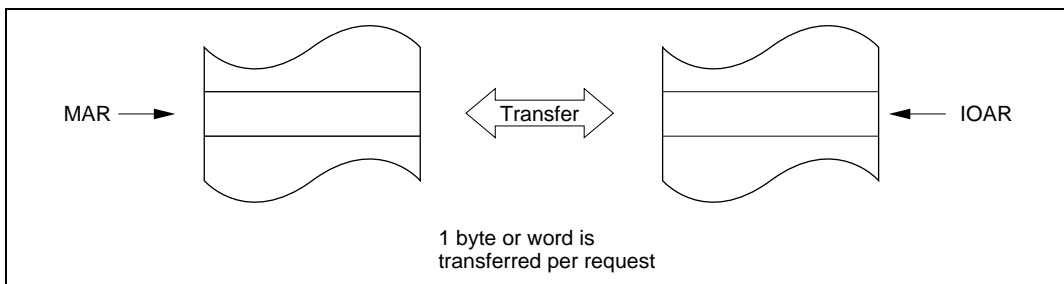 MAR
Transfer
IOAR
1 byte or word is
transferred per request